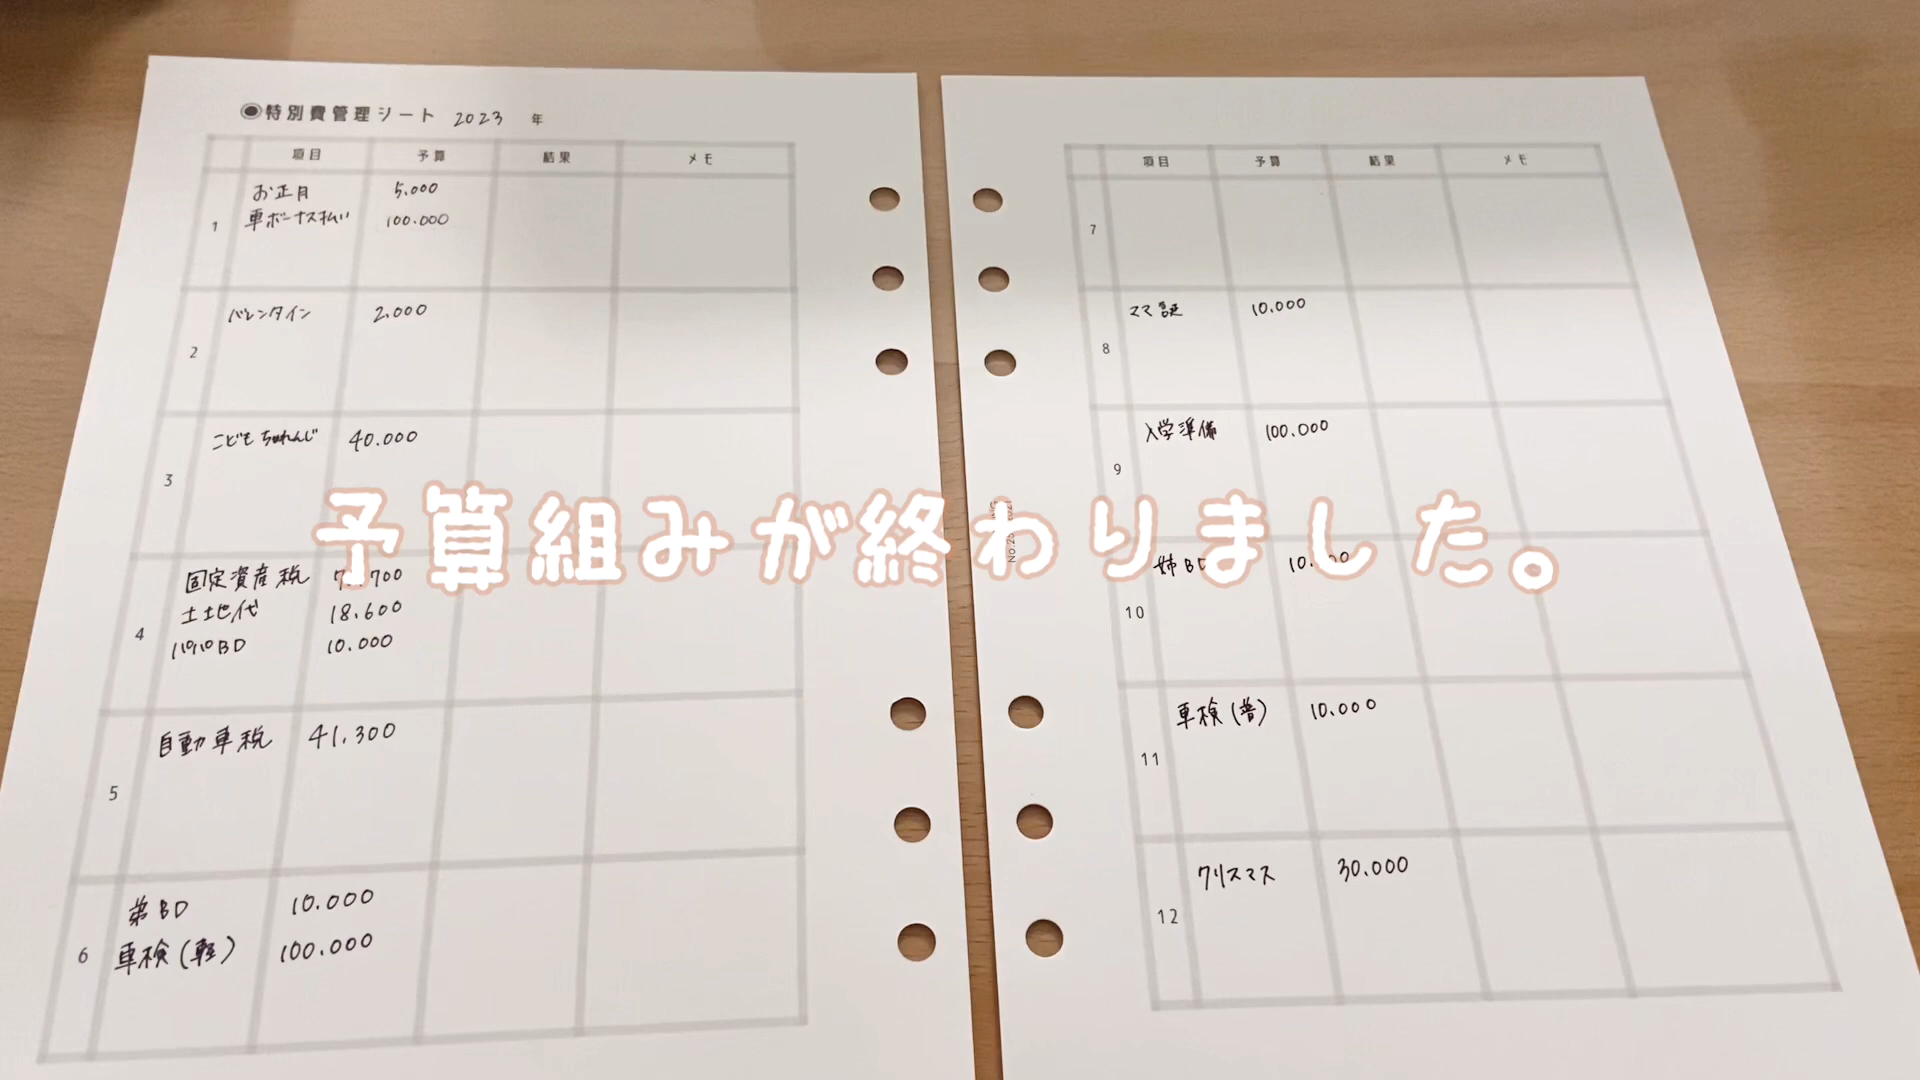 特別費管理シート 2023 年
項目 予算 結果 メモ
1
お正月 5.000
車ボーナス払い 100.000
2
バレンタイン 2.000
3
こどもちゃれんじ 40.000
4
固定資産税
土地代 18.600
パパBD 10.000
5
自動車税 41.300
6
弟BD 10.000
車検(軽) 100.000
項目 予算 結果 メモ
7
8
ママ誕 10.000
9
入学準備 100.000
10
姉BD
11
車検(普) 10.000
12
クリスマス 30.000
予算組みが終わりました。